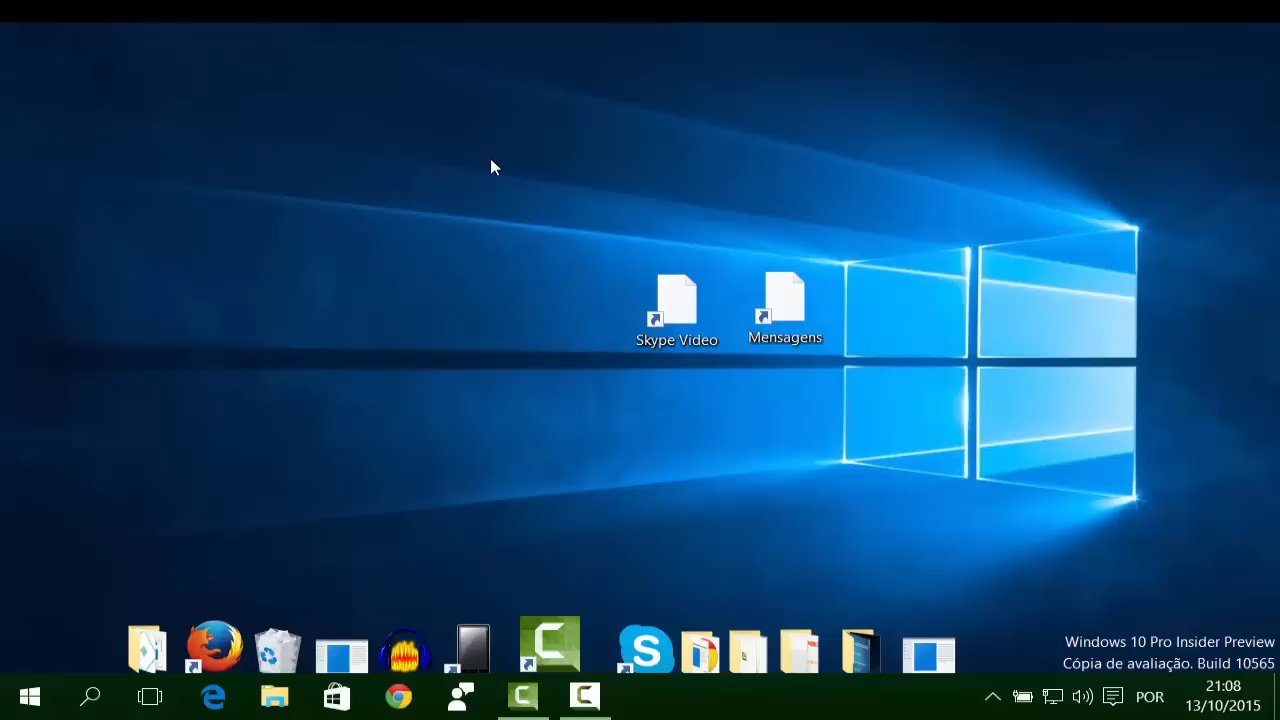 Skype Video
Mensagens
Windows 10 Pro Insider Preview
Cópia de avaliação. Build 10565
POR
21:08
13/10/2015